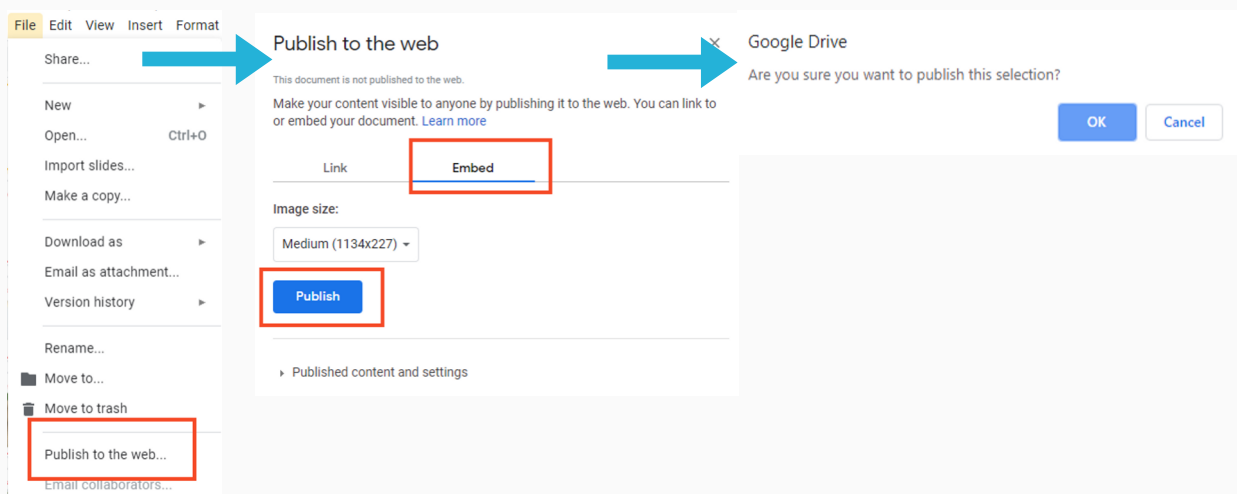 File Edit View Insert Format
Share...
New
Open... Ctrl+O
Import slides...
Make a copy...
Download as
Email as attachment...
Version history
Rename...
Move to...
Move to trash
Publish to the web...
Email collaborators...
Publish to the web
This document is not published to the web.
Make your content visible to anyone by publishing it to the web. You can link to
or embed your document. Learn more
Link Embed
Image size:
Medium (1134x227)
Publish
Published content and settings
Google Drive
Are you sure you want to publish this selection?
OK Cancel